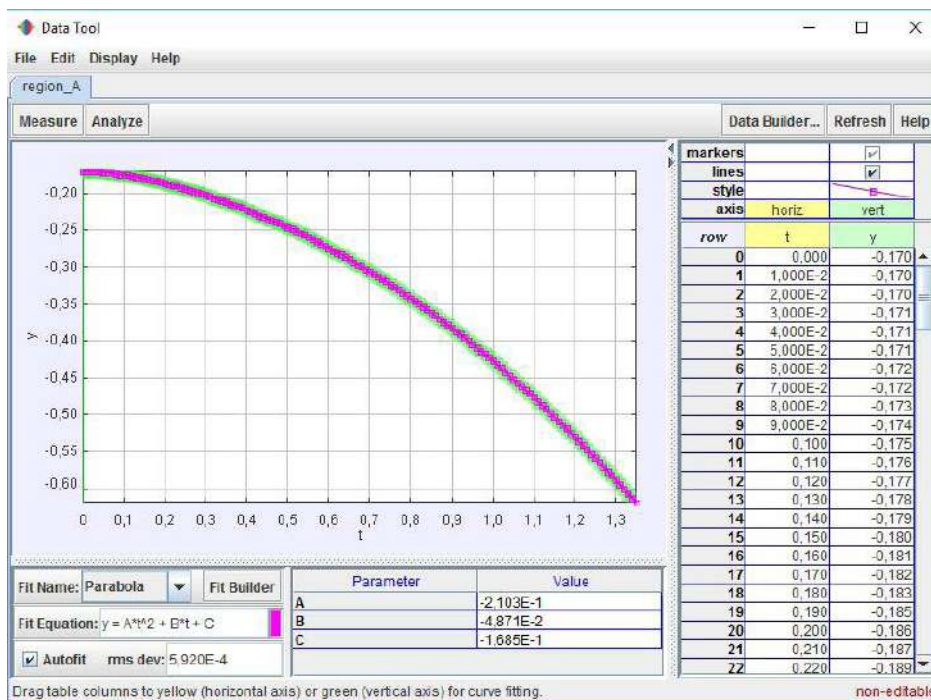 Data Tool
File Edit Display Help
region_A
Measure Analyze Data Builder... Refresh Help
markers
lines
style
axis horiz vert
row t y
0 0,000 -0,170
1 1,000E-2 -0,170
2 2,000E-2 -0,170
3 3,000E-2 -0,171
4 4,000E-2 -0,171
5 5,000E-2 -0,171
6 6,000E-2 -0,172
7 7,000E-2 -0,172
8 8,000E-2 -0,173
9 9,000E-2 -0,174
10 0,100 -0,175
11 0,110 -0,176
12 0,120 -0,177
13 0,130 -0,178
14 0,140 -0,179
15 0,150 -0,180
16 0,160 -0,181
17 0,170 -0,182
18 0,180 -0,183
19 0,190 -0,185
20 0,200 -0,186
21 0,210 -0,187
22 0,220 -0,189
-0,20
-0,25
-0,30
-0,35
-0,40
-0,45
-0,50
-0,55
-0,60
y
0 0,1 0,2 0,3 0,4 0,5 0,6 0,7 0,8 0,9 1,0 1,1 1,2 1,3
t
Fit Name: Parabola Fit Builder
Fit Equation: y = A*t^2 + B*t + C
Autofit rms dev: 5,920E-4
Parameter Value
A -2,103E-1
B -4,871E-2
C -1,685E-1
Drag table columns to yellow (horizontal axis) or green (vertical axis) for curve fitting. non-editable